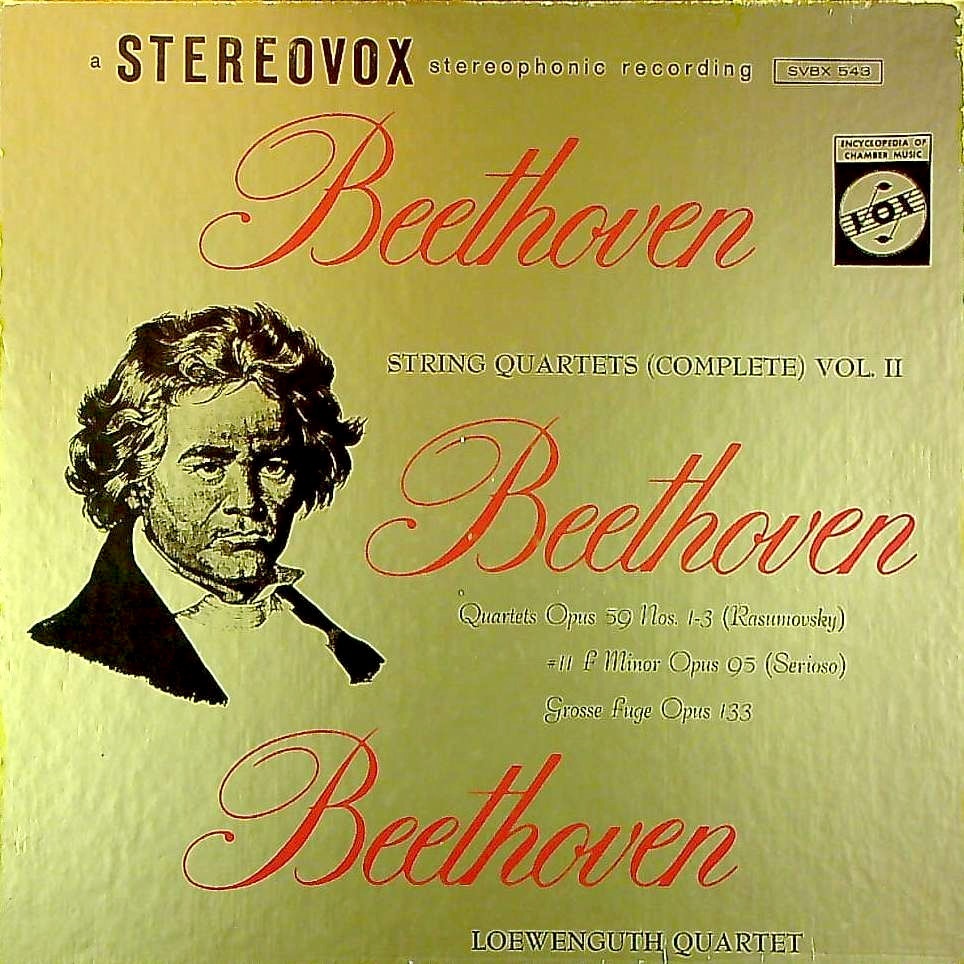 a STEREOVOX stereophonic recording SVBX 543
ENCYCLOPEDIA OF
CHAMBER MUSIC
VOX
Beethoven
STRING QUARTETS (COMPLETE) VOL. II
Beethoven
Quartets Opus 59 Nos. 1-3 (Rasumovsky)
#11 F Minor Opus 95 (Serioso)
Grosse Fuge Opus 133
Beethoven
LOEWENGUTH QUARTET